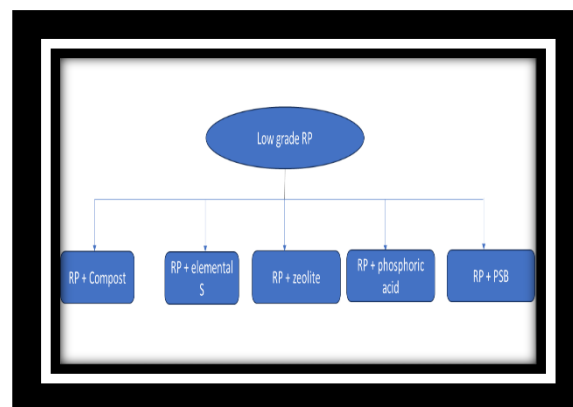 Low grade RP
RP + Compost
RP + elemental
S
RP + zeolite
RP + phosphoric
acid
RP + PSB